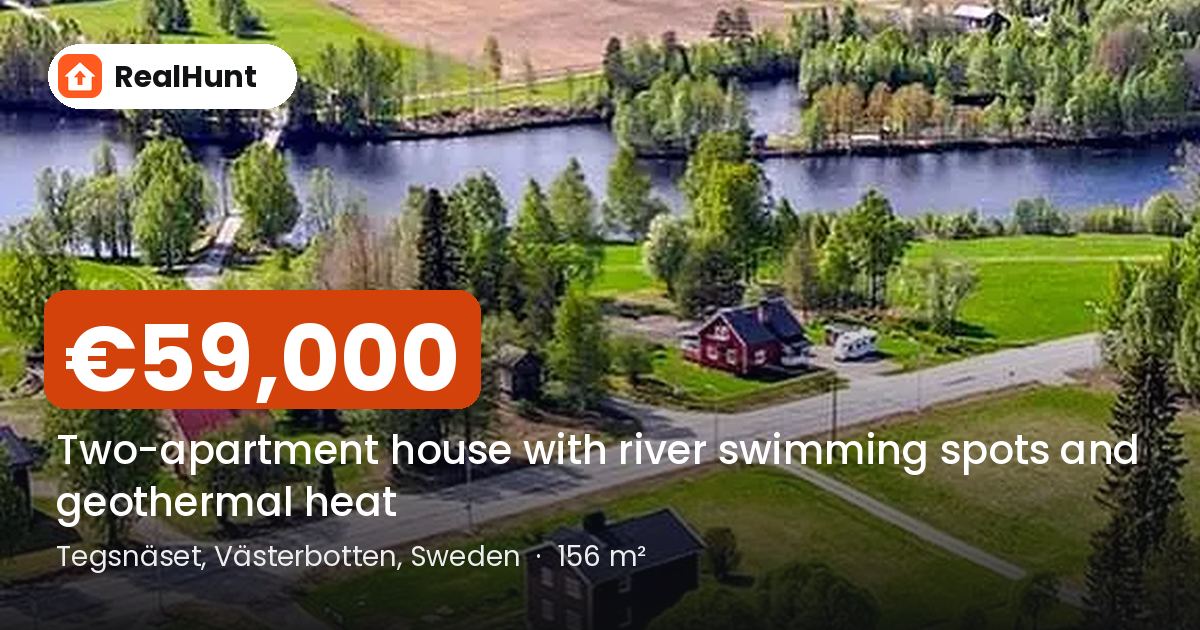 RealHunt
€59,000
Two-apartment house with river swimming spots and
geothermal heat
Tegsnäset, Västerbotten, Sweden · 156 m²